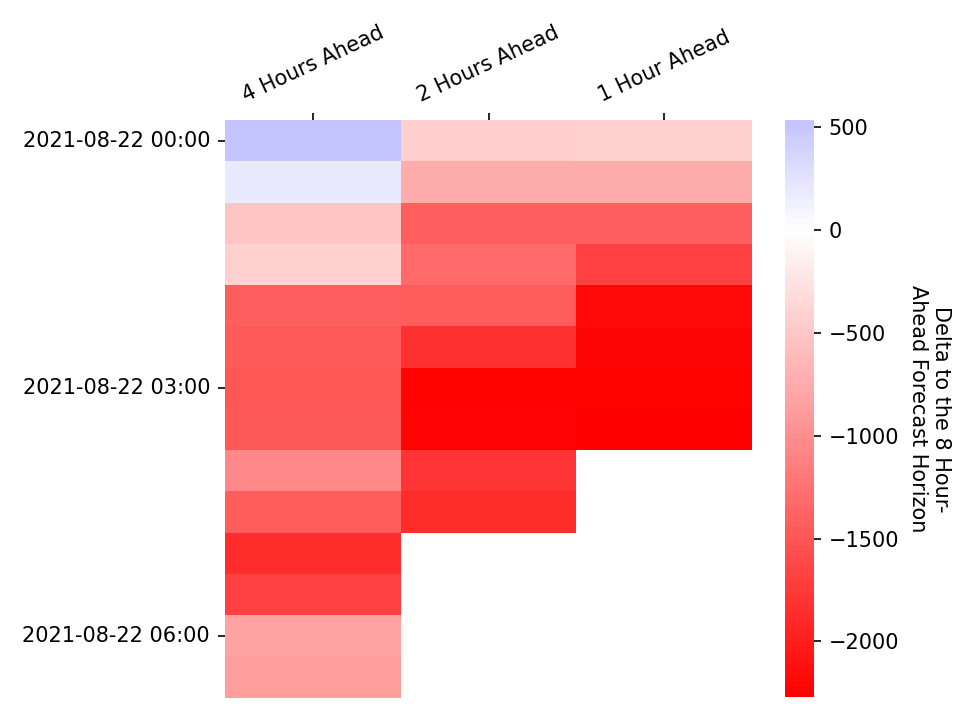 4 Hours Ahead
2 Hours Ahead
1 Hour Ahead
2021-08-22 00:00
2021-08-22 03:00
2021-08-22 06:00
500
0
−500
−1000
−1500
−2000
Delta to the 8 Hour-
Ahead Forecast Horizon